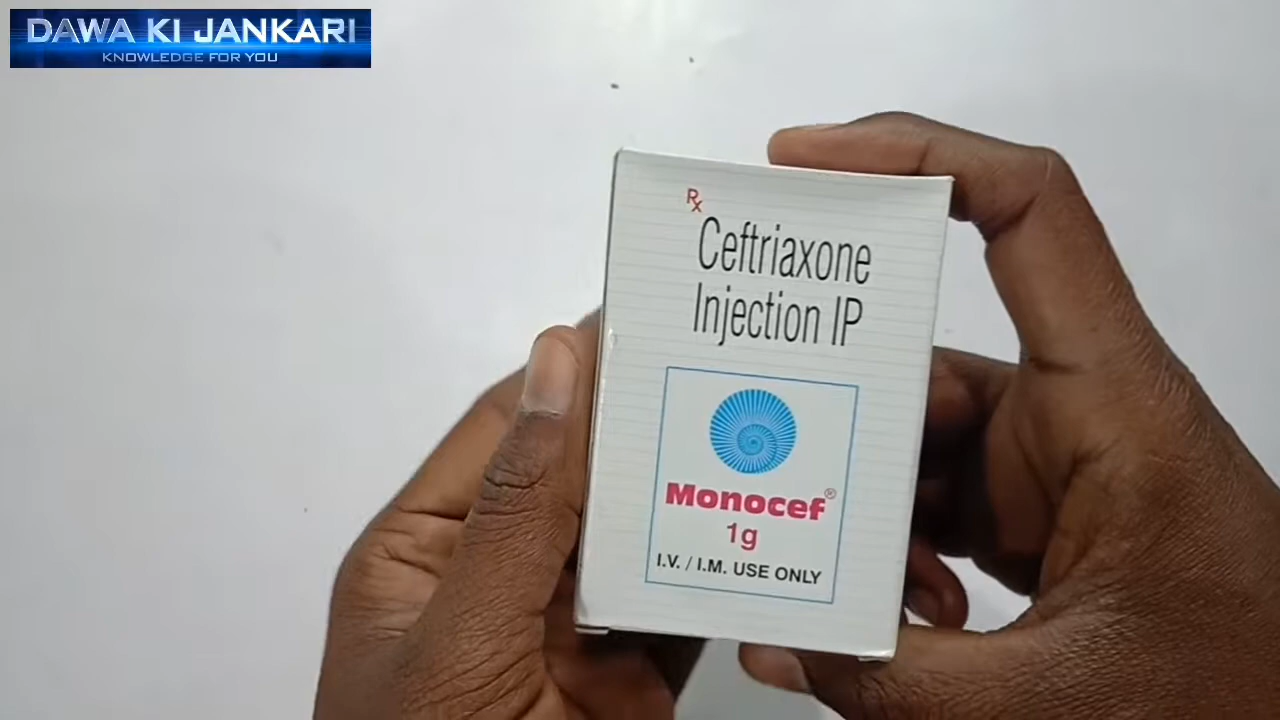 DAWA KI JANKARI
KNOWLEDGE FOR YOU
Rx
Ceftriaxone
Injection IP
Monocef®
1g
I.V. / I.M. USE ONLY